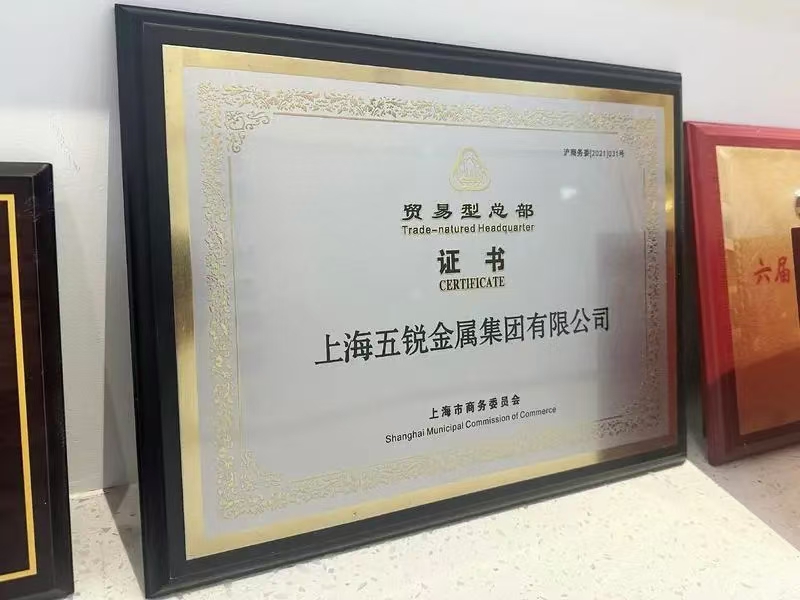 沪商务委[2021]031号
贸易型总部
Trade-natured Headquarter
证书
CERTIFICATE
上海五锐金属集团有限公司
上海市商务委员会
Shanghai Municipal Commission of Commerce
六届